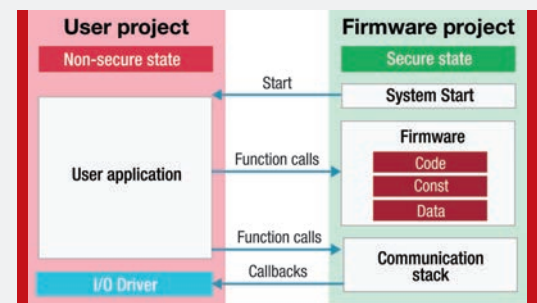 User project
Non-secure state
User application
I/O Driver
Start
Function calls
Function calls
Callbacks
Firmware project
Secure state
System Start
Firmware
Code
Const
Data
Communication
stack